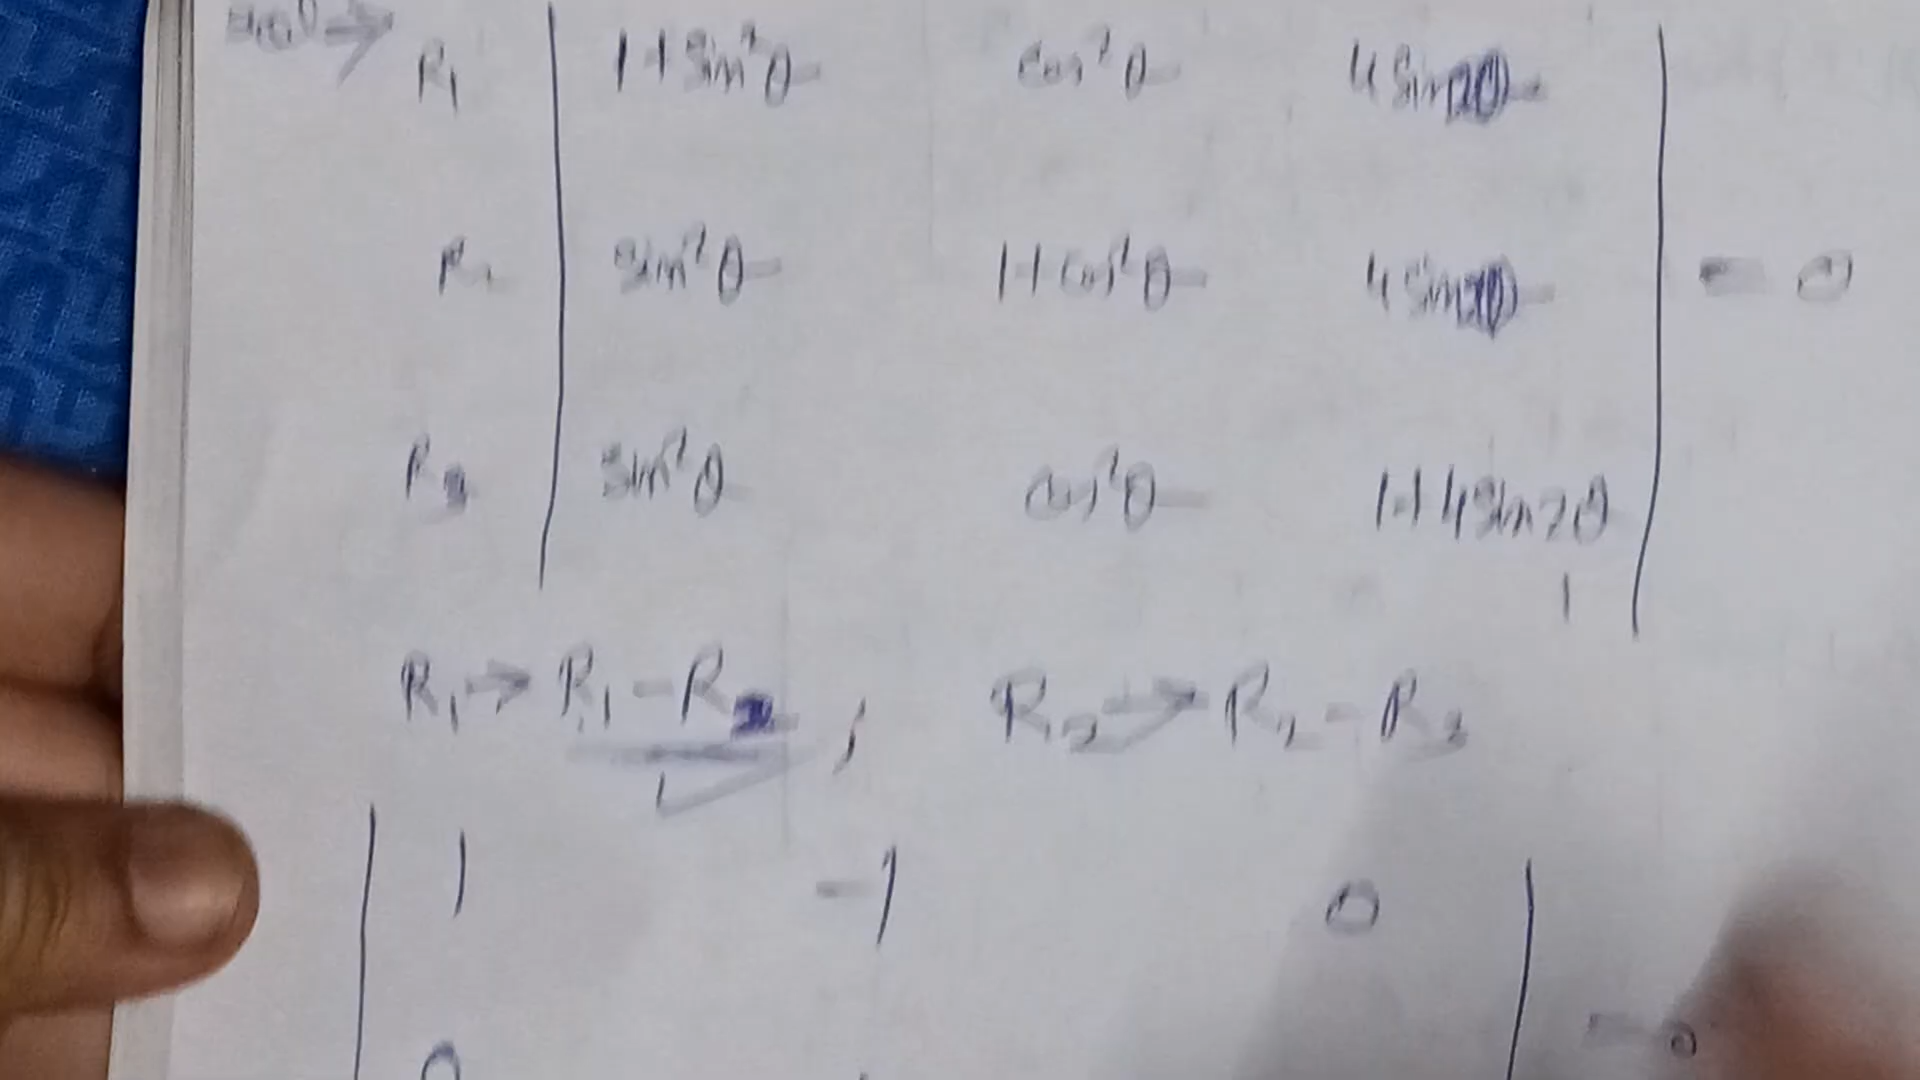 R₁ | 1+sin²θ cos²θ 4sin2θ |
R₂ | sin²θ 1+cos²θ 4sin2θ | = 0
R₃ | sin²θ cos²θ 1+4sin2θ |
R₁ → R₁ - R₂ , R₂ → R₂ - R₃
| 1 -1 0 |
0 = 0